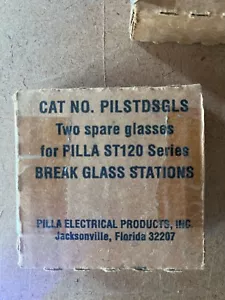 CAT NO. PILSTDSGLS
Two spare glasses
for PILLA ST120 Series
BREAK GLASS STATIONS
PILLA ELECTRICAL PRODUCTS, INC.
Jacksonville, Florida 32207